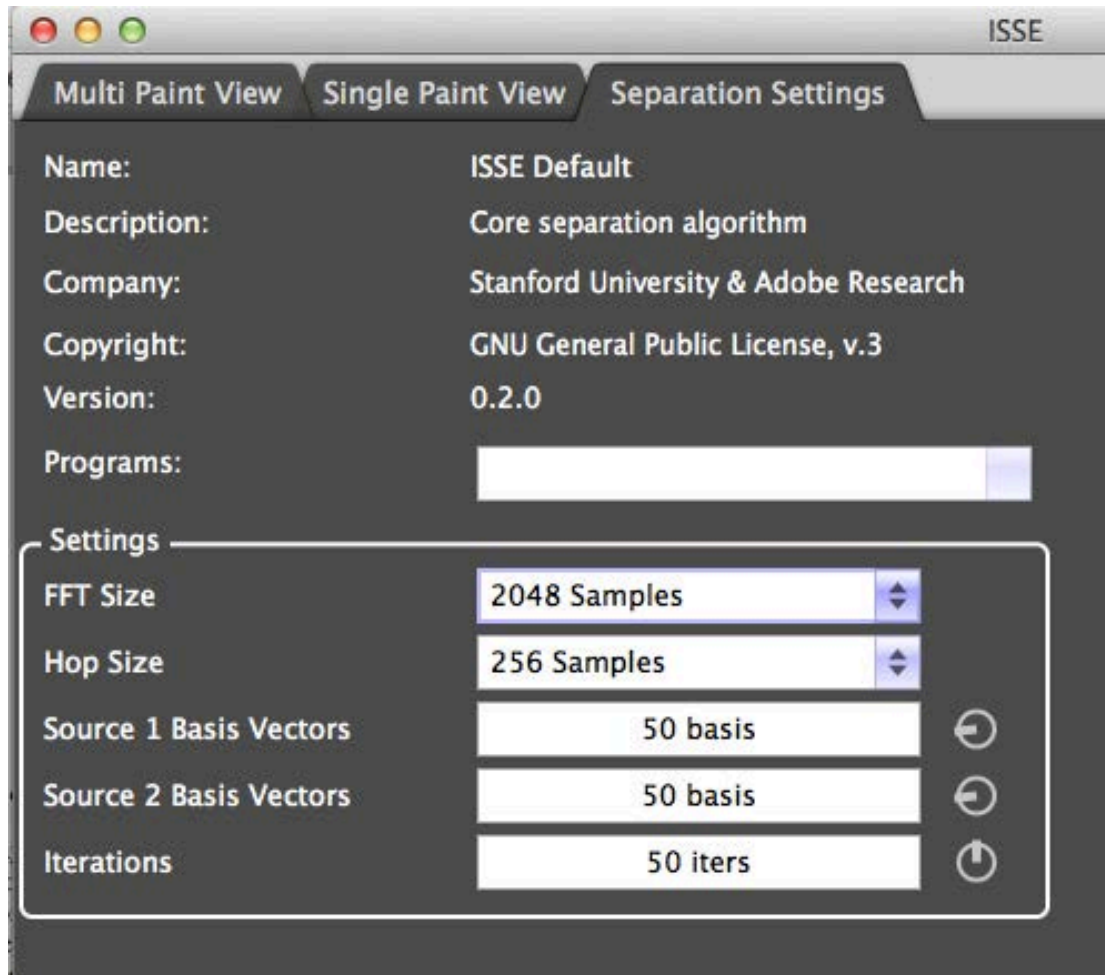 ISSE
Multi Paint View Single Paint View Separation Settings
Name: ISSE Default
Description: Core separation algorithm
Company: Stanford University & Adobe Research
Copyright: GNU General Public License, v.3
Version: 0.2.0
Programs:
Settings
FFT Size 2048 Samples
Hop Size 256 Samples
Source 1 Basis Vectors 50 basis
Source 2 Basis Vectors 50 basis
Iterations 50 iters